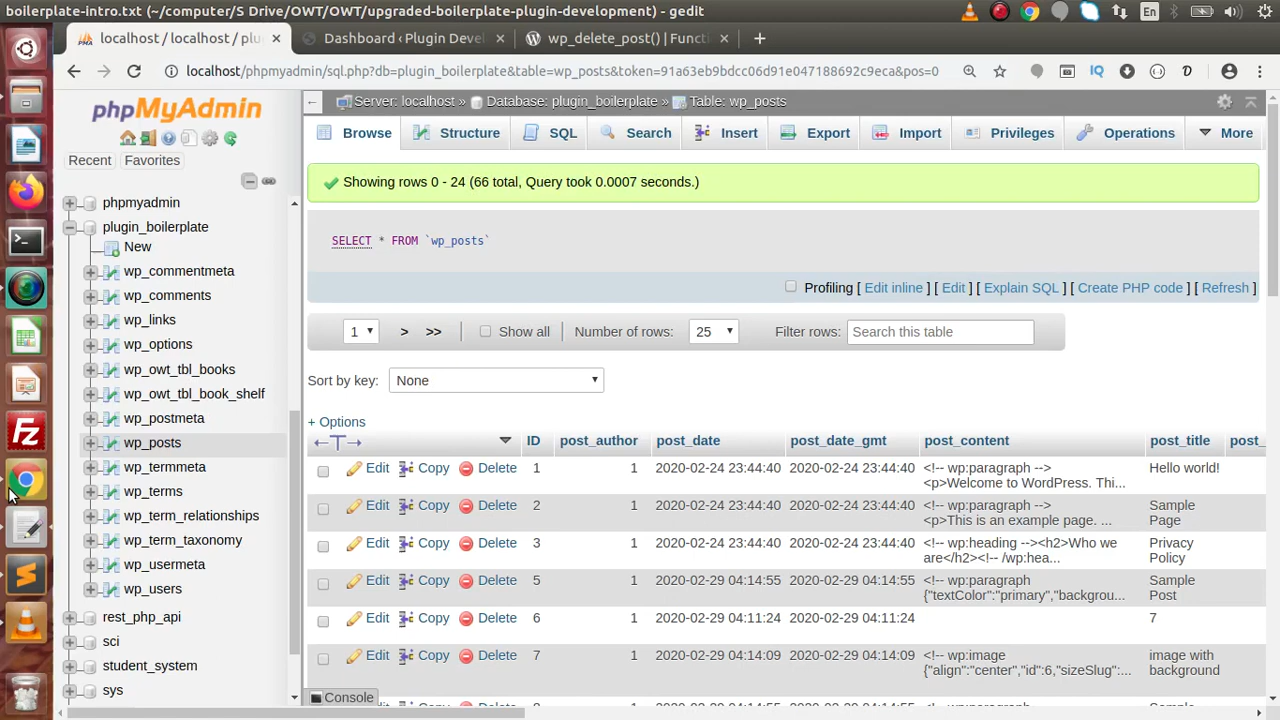 boilerplate-intro.txt (~/computer/S Drive/OWT/OWT/upgraded-boilerplate-plugin-development) - gedit
En
localhost / localhost / plu
Dashboard ‹ Plugin Devel
wp_delete_post() | Functi
localhost/phpmyadmin/sql.php?db=plugin_boilerplate&table=wp_posts&token=91a63eb9ddcc06d91e047188692c9eca&pos=0
phpMyAdmin
Recent Favorites
phpmyadmin
plugin_boilerplate
New
wp_commentmeta
wp_comments
wp_links
wp_options
wp_owt_tbl_books
wp_owt_tbl_book_shelf
wp_postmeta
wp_posts
wp_termmeta
wp_terms
wp_term_relationships
wp_term_taxonomy
wp_usermeta
wp_users
rest_php_api
sci
student_system
sys
Server: localhost » Database: plugin_boilerplate » Table: wp_posts
Browse Structure SQL Search Insert Export Import Privileges Operations More
Showing rows 0 - 24 (66 total, Query took 0.0007 seconds.)
SELECT * FROM `wp_posts`
Profiling [ Edit inline ] [ Edit ] [ Explain SQL ] [ Create PHP code ] [ Refresh ]
1 > >> Show all Number of rows: 25 Filter rows: Search this table
Sort by key: None
+ Options
ID post_author post_date post_date_gmt post_content post_title post_
Edit Copy Delete 1 1 2020-02-24 23:44:40 2020-02-24 23:44:40 <!-- wp:paragraph --> Hello world!
<p>Welcome to WordPress. Thi...
Edit Copy Delete 2 1 2020-02-24 23:44:40 2020-02-24 23:44:40 <!-- wp:paragraph --> Sample
<p>This is an example page. ... Page
Edit Copy Delete 3 1 2020-02-24 23:44:40 2020-02-24 23:44:40 <!-- wp:heading --><h2>Who we Privacy
are</h2><!-- /wp:hea... Policy
Edit Copy Delete 5 1 2020-02-29 04:14:55 2020-02-29 04:14:55 <!-- wp:paragraph Sample
{"textColor":"primary","backgrou... Post
Edit Copy Delete 6 1 2020-02-29 04:11:24 2020-02-29 04:11:24 7
Edit Copy Delete 7 1 2020-02-29 04:14:09 2020-02-29 04:14:09 <!-- wp:image image with
{"align":"center","id":6,"sizeSlug":... background
Console